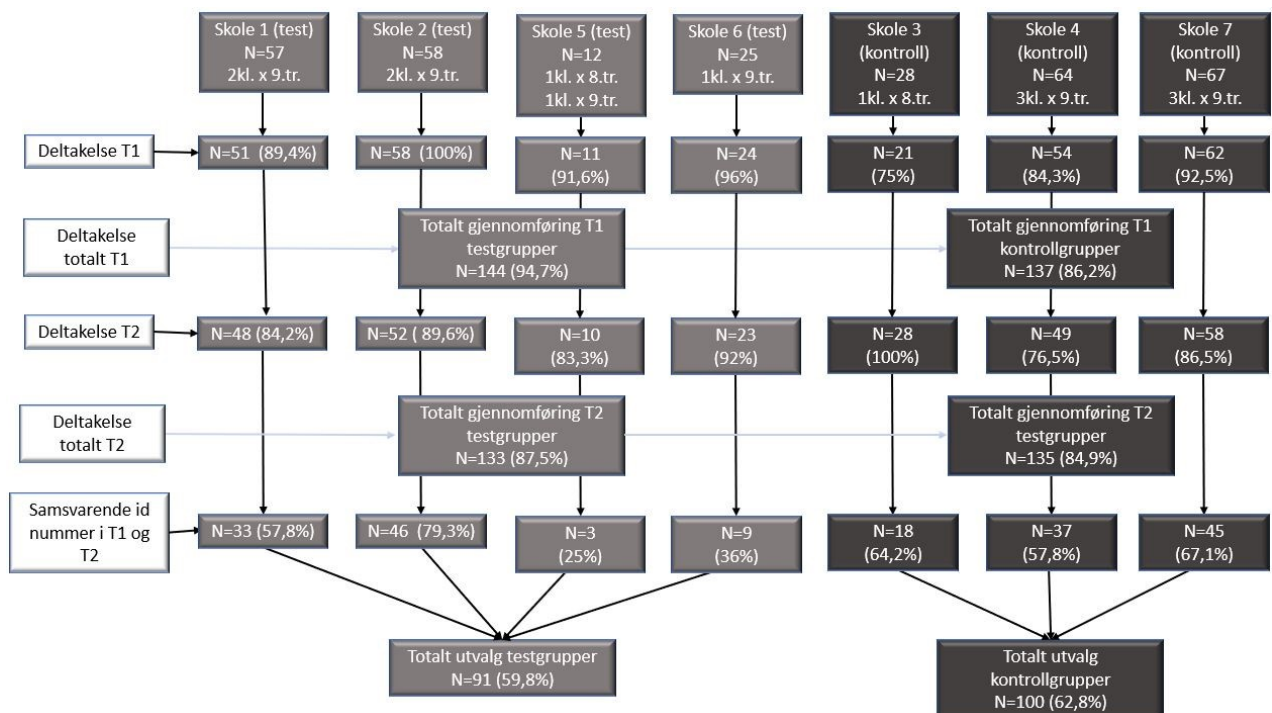 Skole 1 (test)
N=57
2kl. x 9.tr.
Skole 2 (test)
N=58
2kl. x 9.tr.
Skole 5 (test)
N=12
1kl x 8.tr.
1kl x 9.tr.
Skole 6 (test)
N=25
1kl. x 9.tr.
Skole 3
(kontroll)
N=28
1kl. x 8.tr.
Skole 4
(kontroll)
N=64
3kl. x 9.tr.
Skole 7
(kontroll)
N=67
3kl. x 9.tr.
Deltakelse T1
N=51 (89,4%)
N=58 (100%)
N=11
(91,6%)
N=24
(96%)
N=21
(75%)
N=54
(84,3%)
N=62
(92,5%)
Deltakelse
totalt T1
Totalt gjennomføring T1
testgrupper
N=144 (94,7%)
Totalt gjennomføring T1
kontrollgrupper
N=137 (86,2%)
Deltakelse T2
N=48 (84,2%)
N=52 ( 89,6%)
N=10
(83,3%)
N=23
(92%)
N=28
(100%)
N=49
(76,5%)
N=58
(86,5%)
Deltakelse
totalt T2
Totalt gjennomføring T2
testgrupper
N=133 (87,5%)
Totalt gjennomføring T2
testgrupper
N=135 (84,9%)
Samsvarende id
nummer i T1 og
T2
N=33 (57,8%)
N=46 (79,3%)
N=3
(25%)
N=9
(36%)
N=18
(64,2%)
N=37
(57,8%)
N=45
(67,1%)
Totalt utvalg testgrupper
N=91 (59,8%)
Totalt utvalg
kontrollgrupper
N=100 (62,8%)